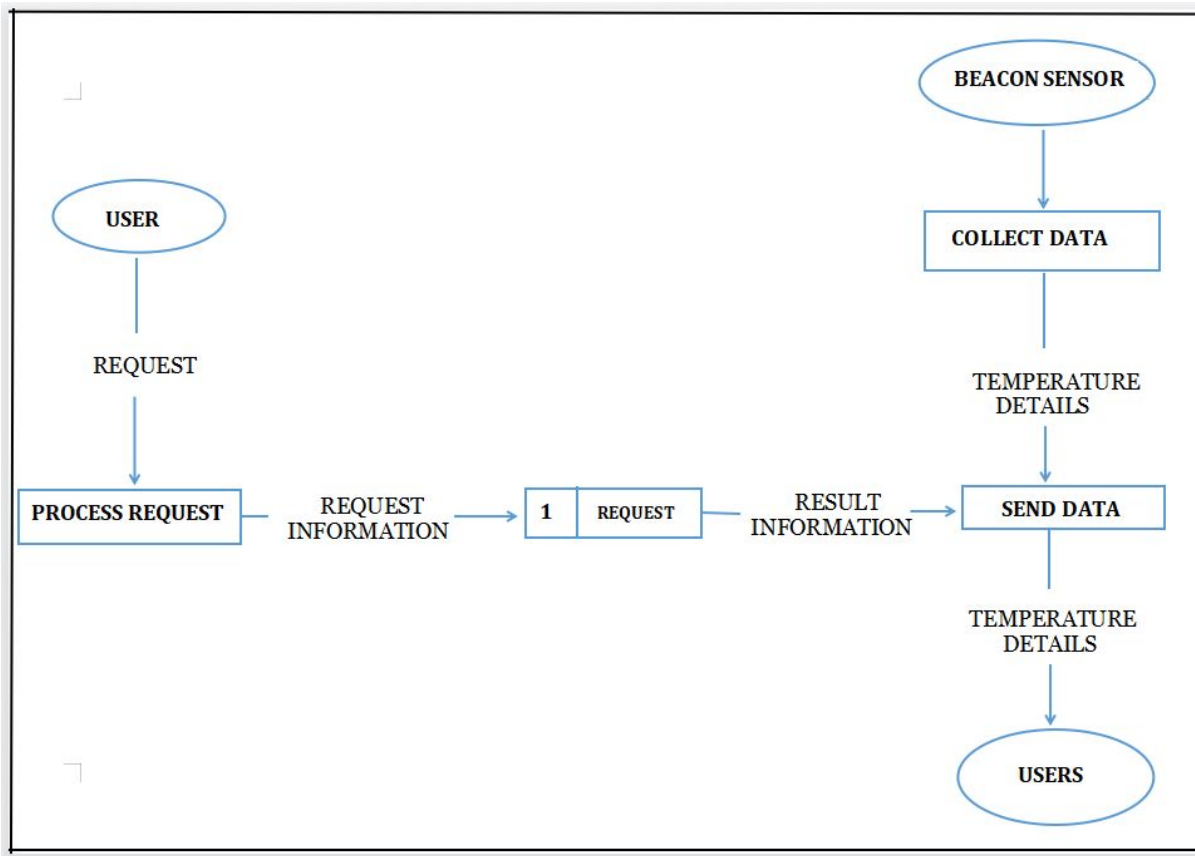 BEACON SENSOR
USER
COLLECT DATA
REQUEST
TEMPERATURE
DETAILS
PROCESS REQUEST
REQUEST
INFORMATION
1 REQUEST
RESULT
INFORMATION
SEND DATA
TEMPERATURE
DETAILS
USERS